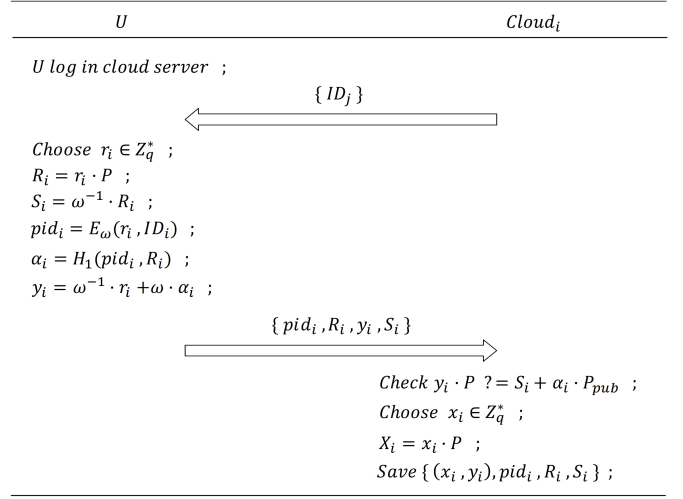 U Cloud_i
U log in cloud server ;
{ ID_j }
Choose r_i ∈ Z_q^* ;
R_i = r_i · P ;
S_i = ω^{-1} · R_i ;
pid_i = E_ω(r_i , ID_i) ;
α_i = H_1(pid_i , R_i) ;
y_i = ω^{-1} · r_i + ω · α_i ;
{ pid_i , R_i , y_i , S_i }
Check y_i · P ?= S_i + α_i · P_{pub} ;
Choose x_i ∈ Z_q^* ;
X_i = x_i · P ;
Save { (x_i , y_i), pid_i , R_i , S_i } ;